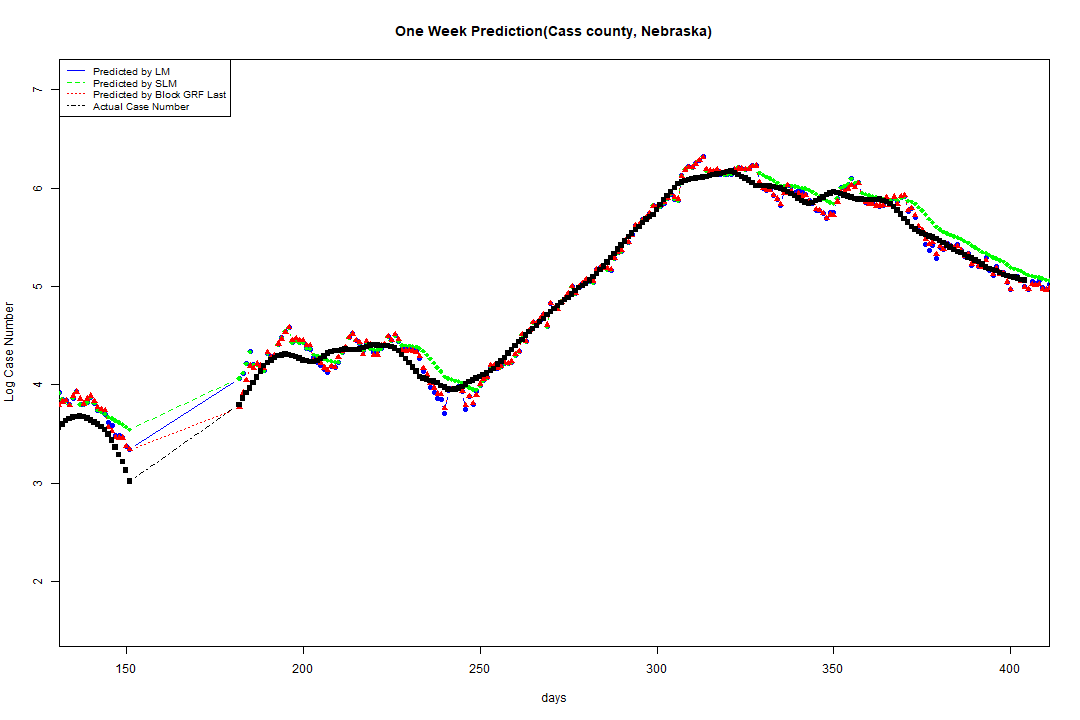 One Week Prediction(Cass county, Nebraska)
Predicted by LM
Predicted by SLM
Predicted by Block GRF Last
Actual Case Number
7
6
5
4
3
2
Log Case Number
150 200 250 300 350 400
days